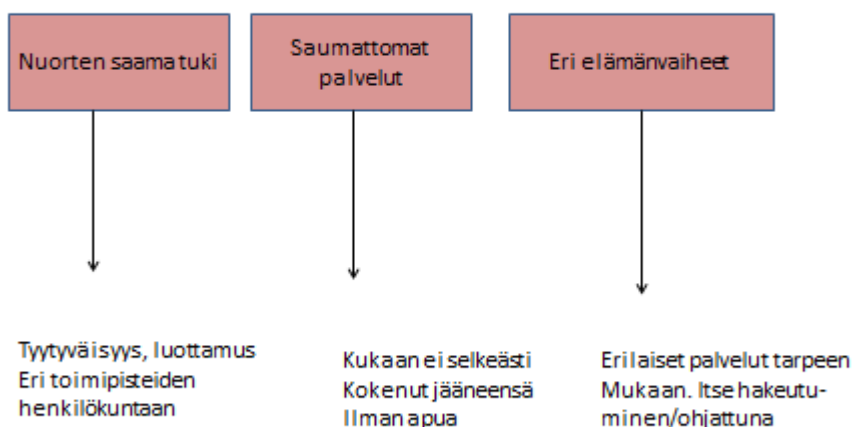 Nuorten saama tuki
Saumattomat
palvelut
Eri elämänvaiheet
Tyytyväisyys, luottamus
Eri toimipisteiden
henkilökuntaan
Kukaan ei selkeästi
Kokenut jääneensä
Ilman apua
Erilaiset palvelut tarpeen
Mukaan. Itse hakeutu-
minen/ohjattuna